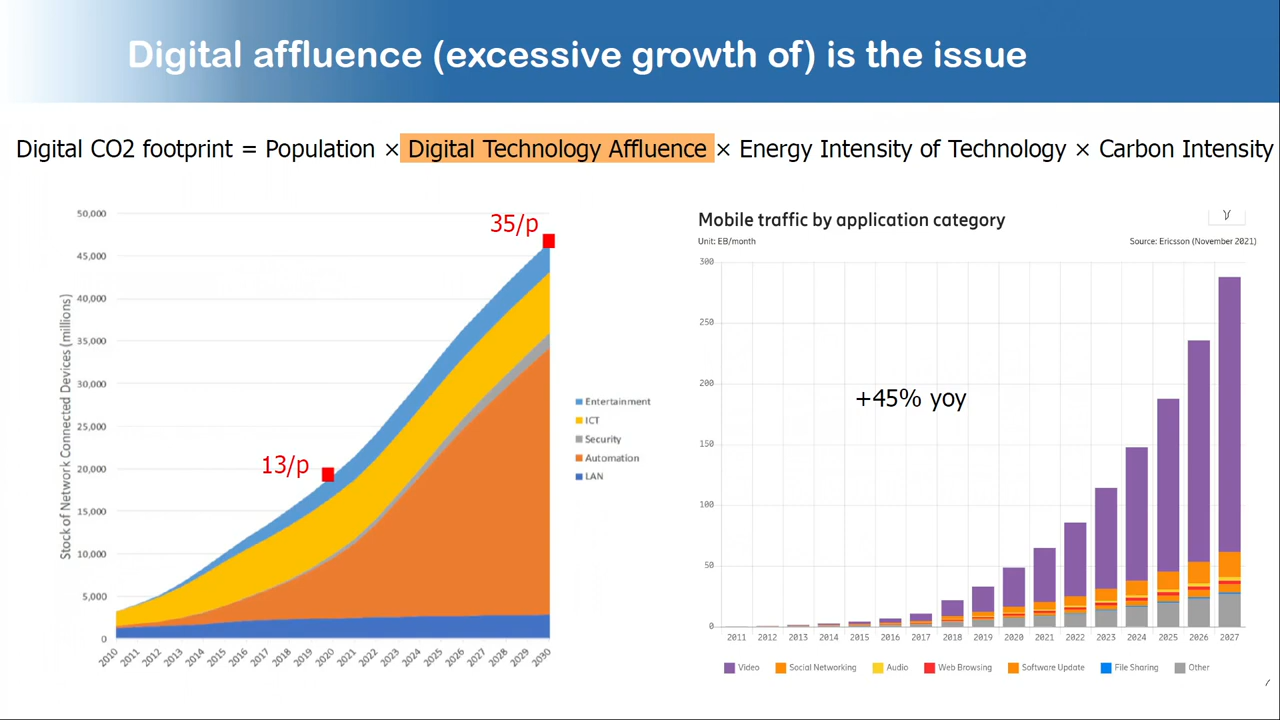 Digital affluence (excessive growth of) is the issue
Digital CO2 footprint = Population × Digital Technology Affluence × Energy Intensity of Technology × Carbon Intensity
Stock of Network Connected Devices (millions)
50,000
45,000
40,000
35,000
30,000
25,000
20,000
15,000
10,000
5,000
0
35/p
13/p
2010 2011 2012 2013 2014 2015 2016 2017 2018 2019 2020 2021 2022 2023 2024 2025 2026 2027 2028 2029 2030
Entertainment
ICT
Security
Automation
LAN
Mobile traffic by application category
Unit: EB/month Source: Ericsson (November 2021)
300
250
200
150
100
50
0
+45% yoy
2011 2012 2013 2014 2015 2016 2017 2018 2019 2020 2021 2022 2023 2024 2025 2026 2027
Video Social Networking Audio Web Browsing Software Update File Sharing Other